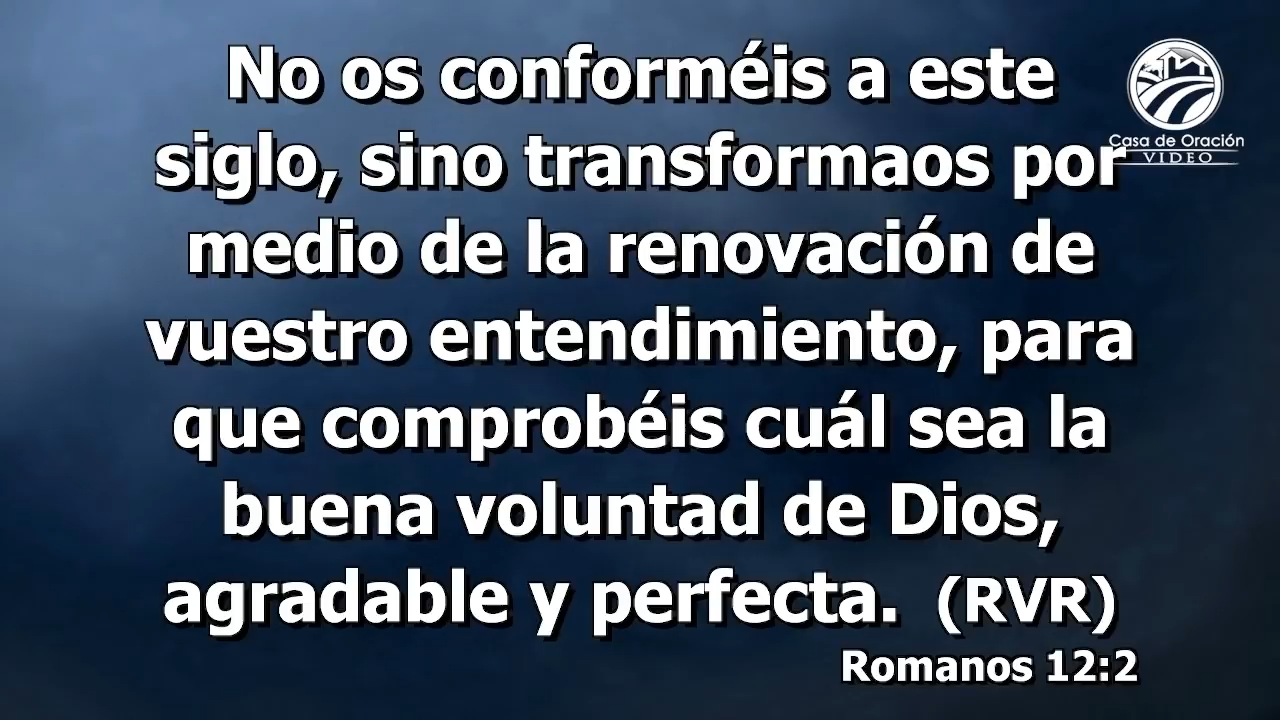 No os conforméis a este
siglo, sino transformaos por
medio de la renovación de
vuestro entendimiento, para
que comprobéis cuál sea la
buena voluntad de Dios,
agradable y perfecta. (RVR)
Romanos 12:2
Casa de Oración
VIDEO